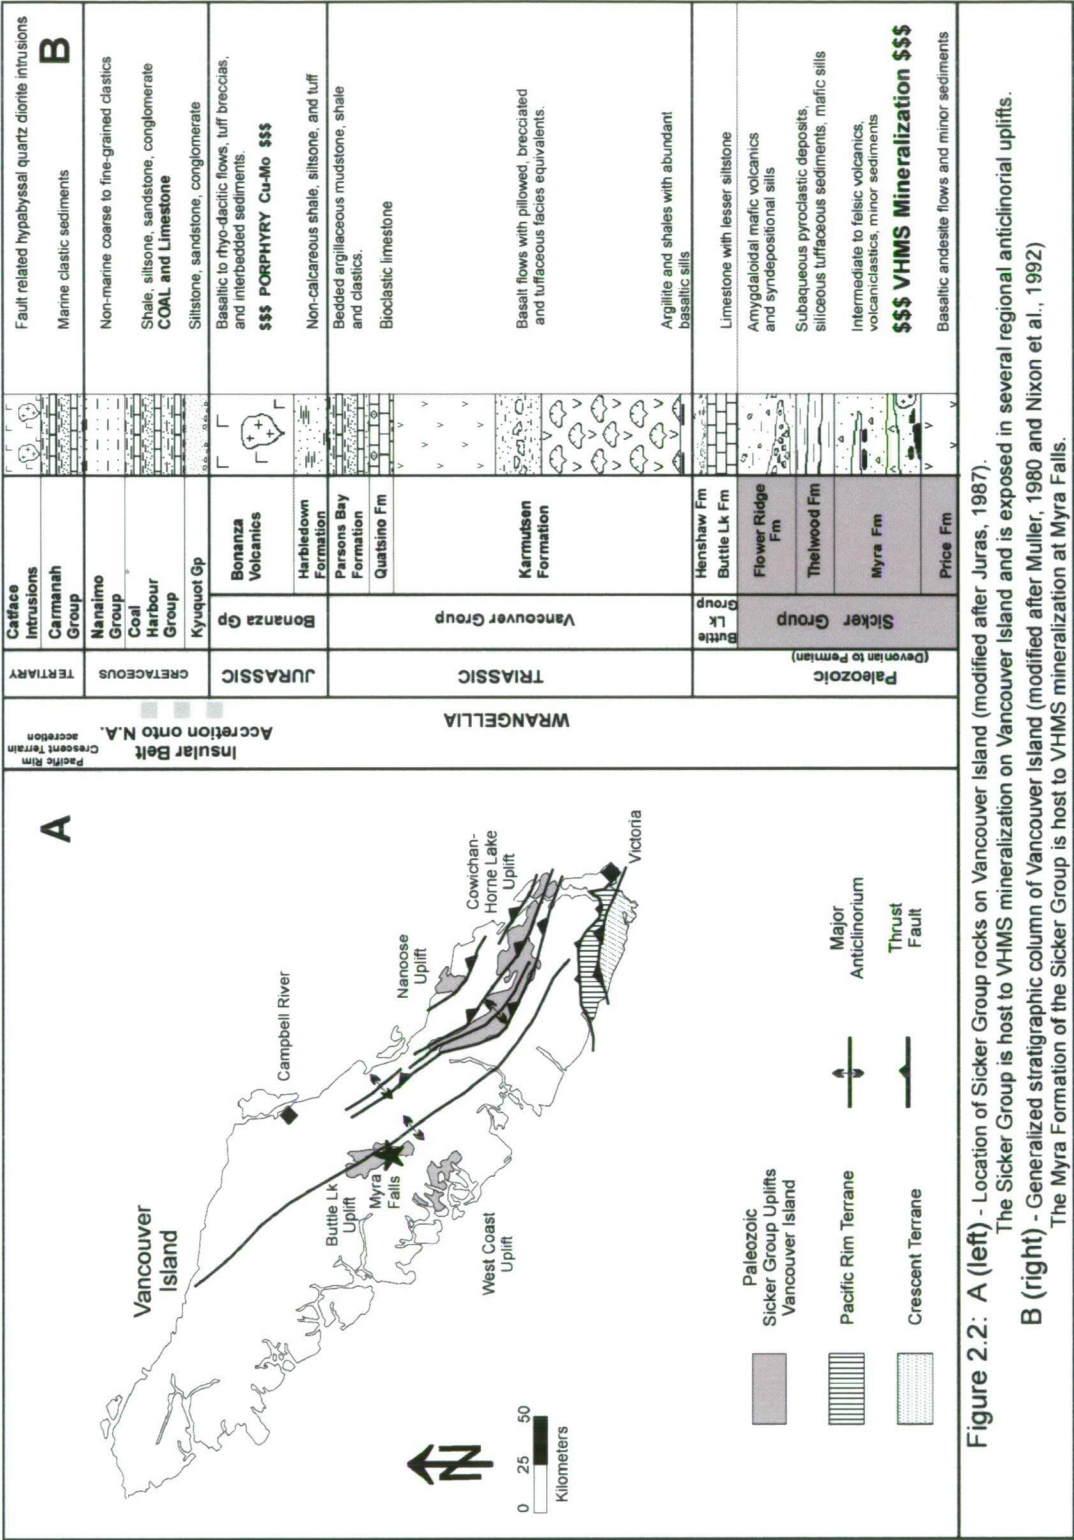 A
Vancouver
Island
Campbell River
Nanoose
Uplift
Cowichan-
Horne Lake
Uplift
Buttle Lk
Uplift
Myra
Falls
West Coast
Uplift
Victoria
N
0 25 50
Kilometers
Paleozoic
Sicker Group Uplifts
Vancouver Island
Major
Anticlinorium
Pacific Rim Terrane
Thrust
Fault
Crescent Terrane
B
Pacific Rim
Crescent Terrain
accretion
Insular Belt
Accretion onto N.A.
WRANGELLIA
TERTIARY
CRETACEOUS
JURASSIC
TRIASSIC
Paleozoic
(Devonian to Permian)
Bonanza Gp
Vancouver Group
Buttle
Lk
Group
Sicker Group
Catface
Intrusions
Fault related hypabyssal quartz diorite intrusions
Carmanah
Group
Marine clastic sediments
Nanaimo
Group
Non-marine coarse to fine-grained clastics
Coal
Harbour
Group
Shale, siltsone, sandstone, conglomerate
COAL and Limestone
Kyuquot Gp
Siltstone, sandstone, conglomerate
Bonanza
Volcanics
Basaltic to rhyo-dacitic flows, tuff breccias,
and interbedded sediments.
$$$ PORPHYRY Cu-Mo $$$
Harbledown
Formation
Non-calcareous shale, siltsone, and tuff
Parsons Bay
Formation
Bedded argillaceous mudstone, shale
and clastics.
Quatsino Fm
Bioclastic limestone
Karmutsen
Formation
Basalt flows with pillowed, brecciated
and tuffaceous facies equivalents.
Argillite and shales with abundant
basaltic sills
Henshaw Fm
Buttle Lk Fm
Limestone with lesser siltstone
Flower Ridge
Fm
Amygdaloidal mafic volcanics
and syndepositional sills
Thelwood Fm
Subaqueous pyroclastic deposits,
siliceous tuffaceous sediments, mafic sills
Myra Fm
Intermediate to felsic volcanics,
volcaniclastics, minor sediments
$$$ VHMS Mineralization $$$
Price Fm
Basaltic andesite flows and minor sediments
Figure 2.2: A (left) - Location of Sicker Group rocks on Vancouver Island (modified after Juras, 1987).
The Sicker Group is host to VHMS mineralization on Vancouver Island and is exposed in several regional anticlinorial uplifts.
B (right) - Generalized stratigraphic column of Vancouver Island (modified after Muller, 1980 and Nixon et al., 1992)
The Myra Formation of the Sicker Group is host to VHMS mineralization at Myra Falls.